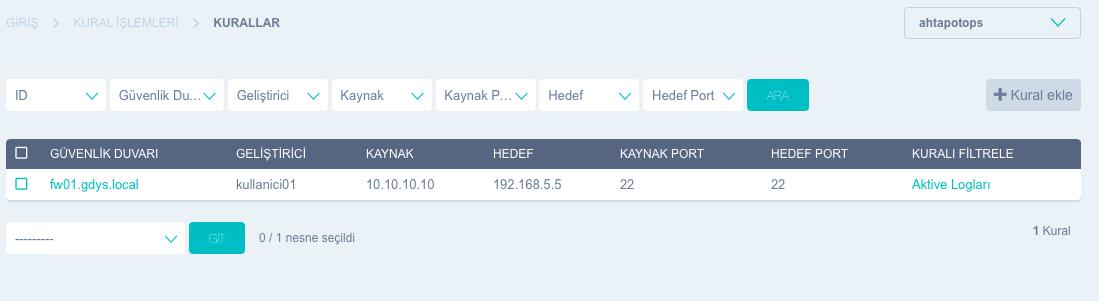 GİRİŞ > KURAL İŞLEMLERİ > KURALLAR
ahtapotops
ID Güvenlik Du... Geliştirici Kaynak Kaynak P... Hedef Hedef Port ARA + Kural ekle
GÜVENLİK DUVARI GELİŞTİRİCİ KAYNAK HEDEF KAYNAK PORT HEDEF PORT KURALI FİLTRELE
fw01.gdys.local kullanici01 10.10.10.10 192.168.5.5 22 22 Aktive Logları
--------- GİT 0 / 1 nesne seçildi 1 Kural